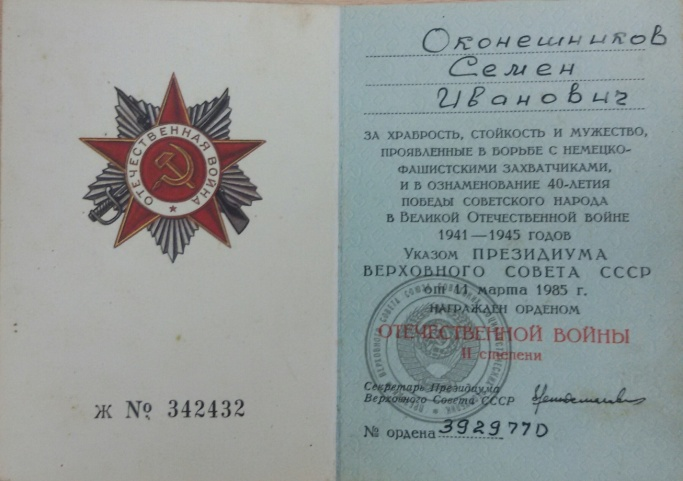 ОТЕЧЕСТВЕННАЯ ВОЙНА
Ж № 342432
Оконешников
Семен
Иванович
ЗА ХРАБРОСТЬ, СТОЙКОСТЬ И МУЖЕСТВО,
ПРОЯВЛЕННЫЕ В БОРЬБЕ С НЕМЕЦКО-
ФАШИСТСКИМИ ЗАХВАТЧИКАМИ,
И В ОЗНАМЕНОВАНИЕ 40-ЛЕТИЯ
ПОБЕДЫ СОВЕТСКОГО НАРОДА
В ВЕЛИКОЙ ОТЕЧЕСТВЕННОЙ ВОЙНЕ
1941—1945 ГОДОВ
УКАЗОМ ПРЕЗИДИУМА
ВЕРХОВНОГО СОВЕТА СССР
от 11 марта 1985 г.
НАГРАЖДЕН ОРДЕНОМ
ОТЕЧЕСТВЕННОЙ ВОЙНЫ
II степени
Секретарь Президиума
Верховного Совета СССР
№ ордена 3929770